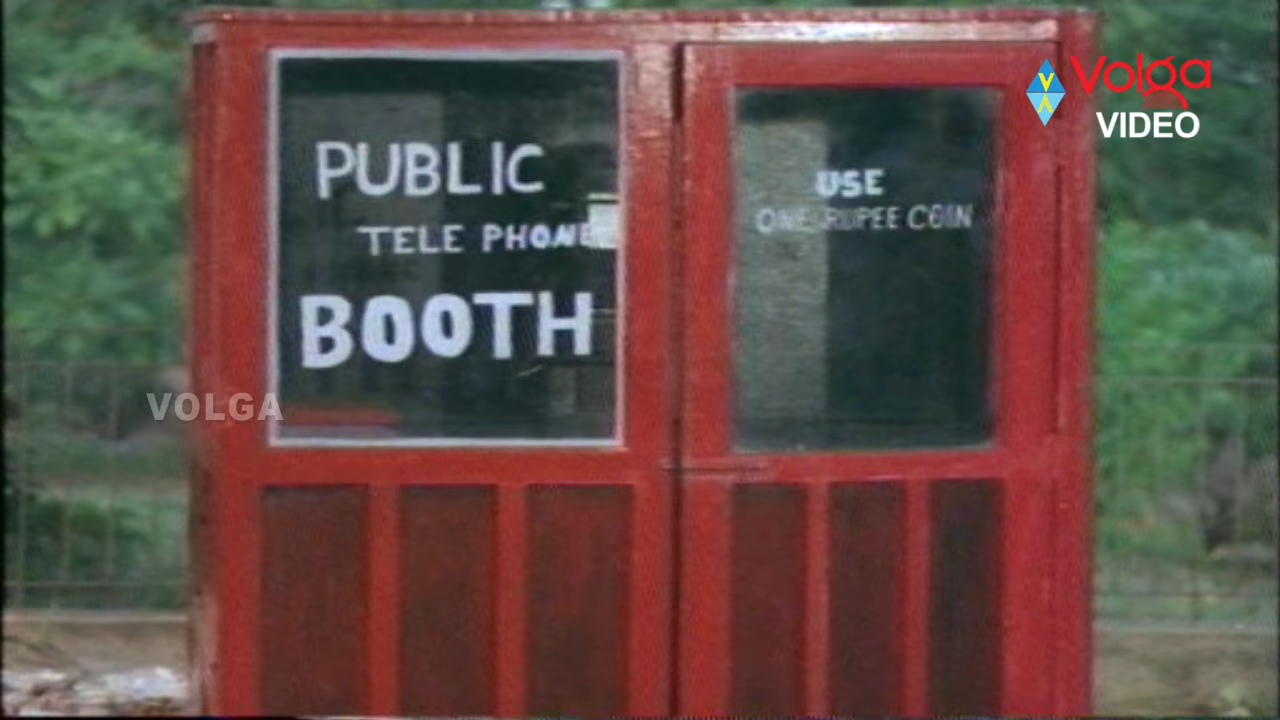 PUBLIC
TELE PHONE
BOOTH
USE
ONE RUPEE COIN
Volga
VIDEO
VOLGA